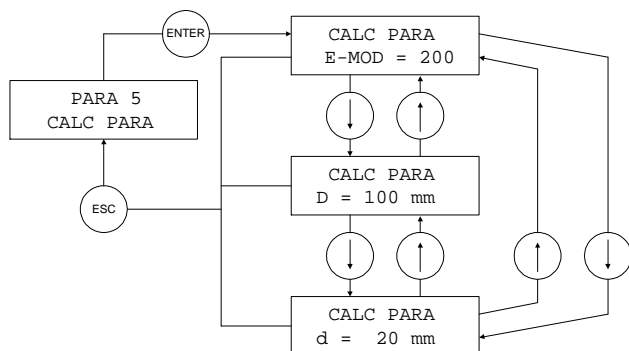 ENTER
CALC PARA
E-MOD = 200
PARA 5
CALC PARA
CALC PARA
D = 100 mm
ESC
CALC PARA
d = 20 mm